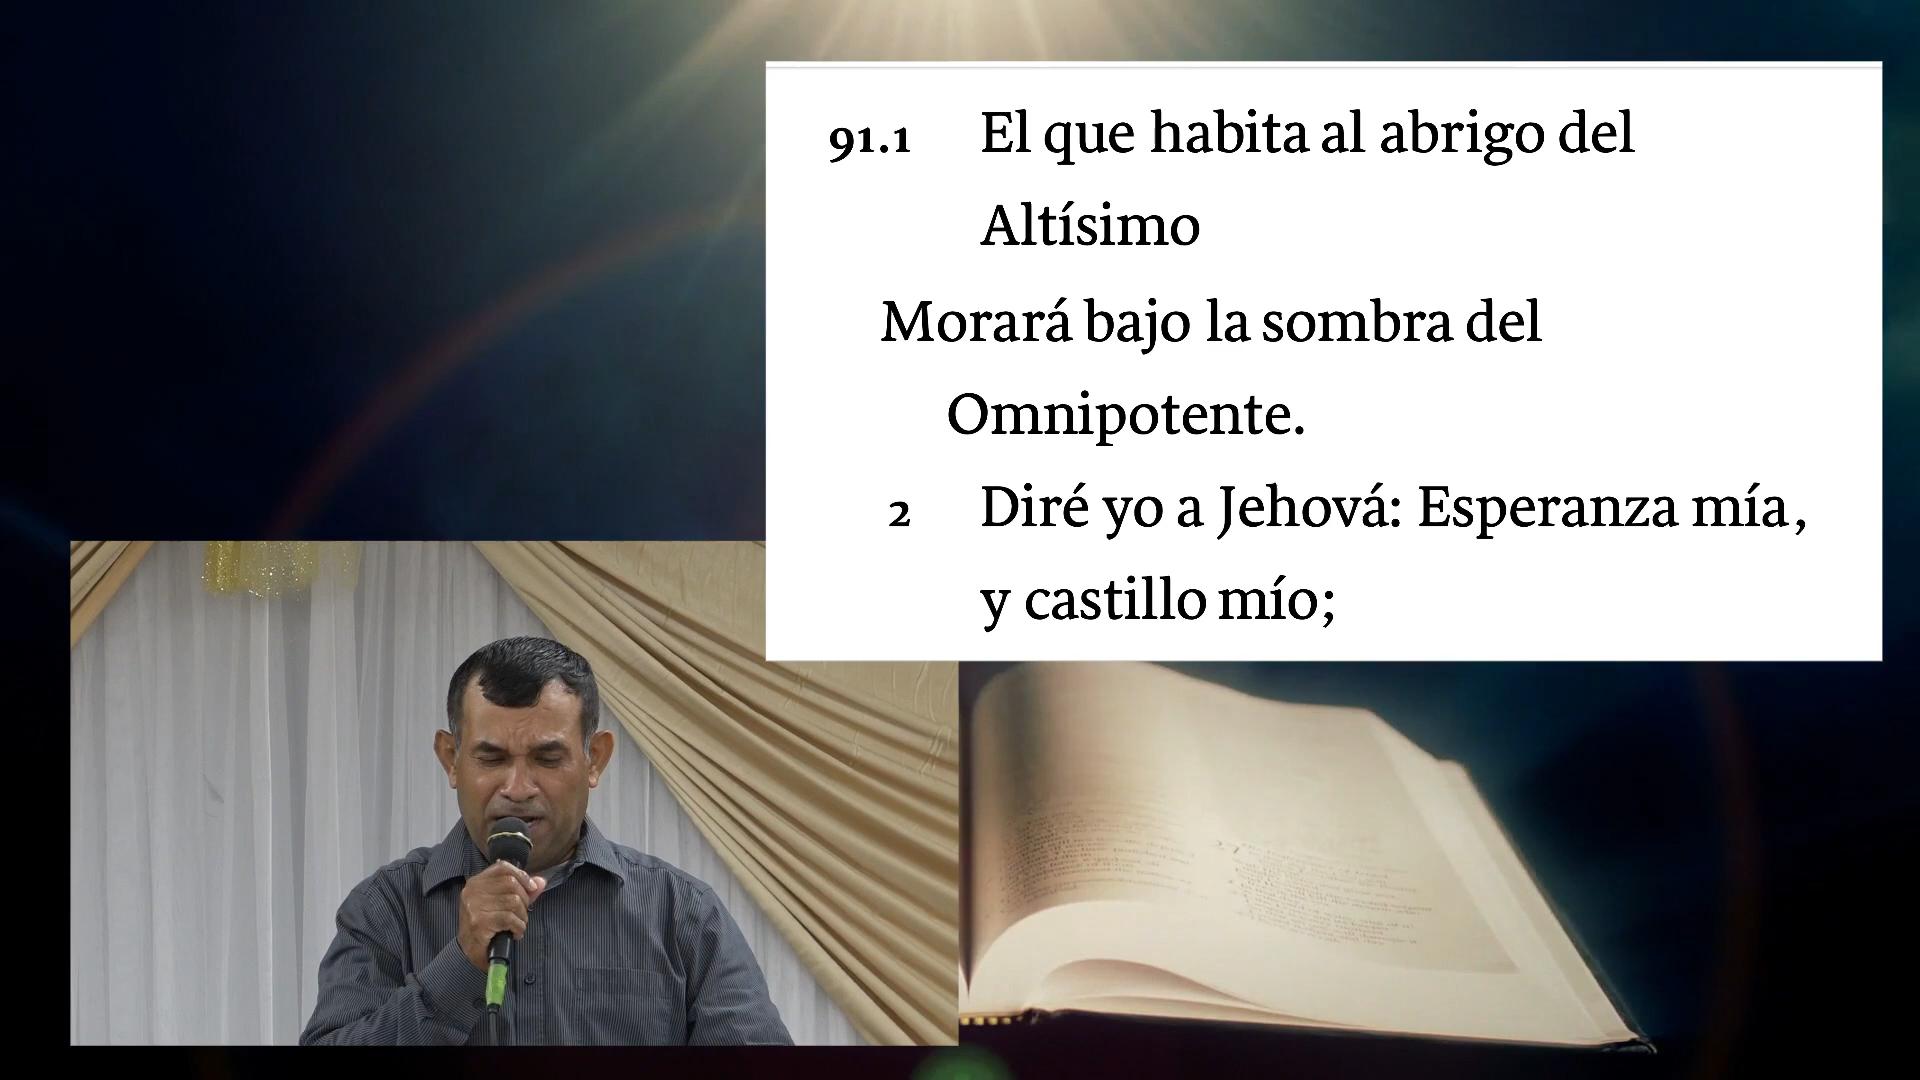 91.1 El que habita al abrigo del
Altísimo
Morará bajo la sombra del
Omnipotente.
2 Diré yo a Jehová: Esperanza mía,
y castillo mío;